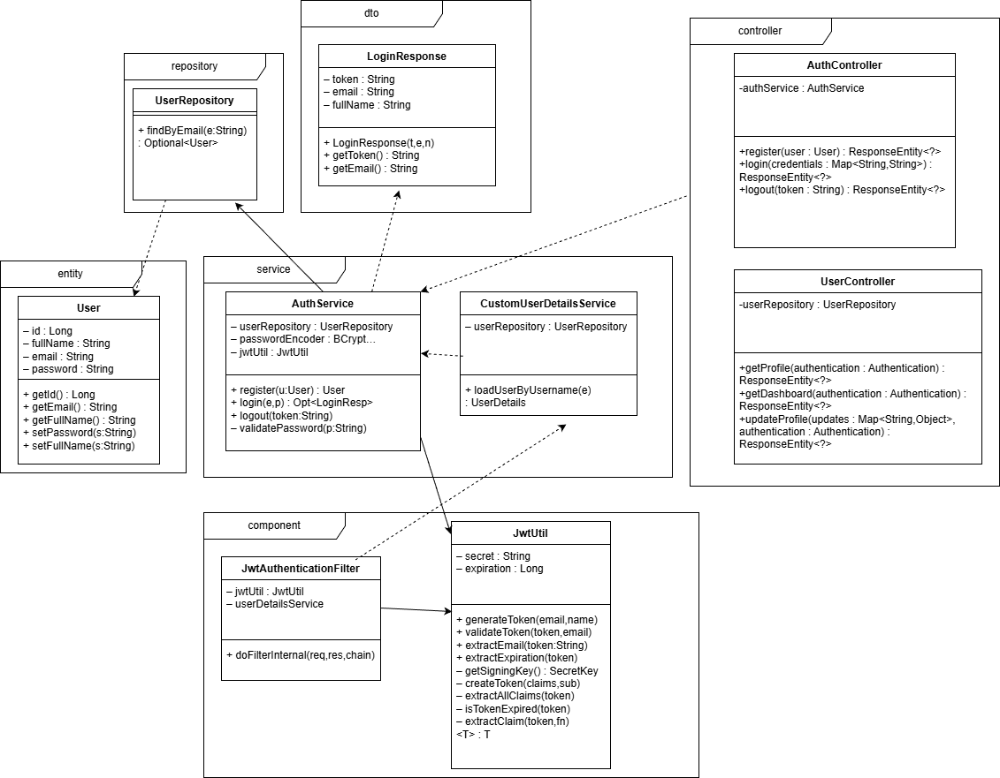 dto
LoginResponse
– token : String
– email : String
– fullName : String
+ LoginResponse(t,e,n)
+ getToken() : String
+ getEmail() : String
repository
UserRepository
+ findByEmail(e:String)
: Optional<User>
controller
AuthController
-authService : AuthService
+register(user : User) : ResponseEntity<?>
+login(credentials : Map<String,String>) :
ResponseEntity<?>
+logout(token : String) : ResponseEntity<?>
UserController
-userRepository : UserRepository
+getProfile(authentication : Authentication) :
ResponseEntity<?>
+getDashboard(authentication : Authentication) :
ResponseEntity<?>
+updateProfile(updates : Map<String,Object>,
authentication : Authentication) :
ResponseEntity<?>
entity
User
– id : Long
– fullName : String
– email : String
– password : String
+ getId() : Long
+ getEmail() : String
+ getFullName() : String
+ setPassword(s:String)
+ setFullName(s:String)
service
AuthService
– userRepository : UserRepository
– passwordEncoder : BCrypt…
– jwtUtil : JwtUtil
+ register(u:User) : User
+ login(e,p) : Opt<LoginResp>
+ logout(token:String)
– validatePassword(p:String)
CustomUserDetailsService
– userRepository : UserRepository
+ loadUserByUsername(e)
: UserDetails
component
JwtAuthenticationFilter
– jwtUtil : JwtUtil
– userDetailsService
+ doFilterInternal(req,res,chain)
JwtUtil
– secret : String
– expiration : Long
+ generateToken(email,name)
+ validateToken(token,email)
+ extractEmail(token:String)
+ extractExpiration(token)
– getSigningKey() : SecretKey
– createToken(claims,sub)
– extractAllClaims(token)
– isTokenExpired(token)
– extractClaim(token,fn)
<T> : T